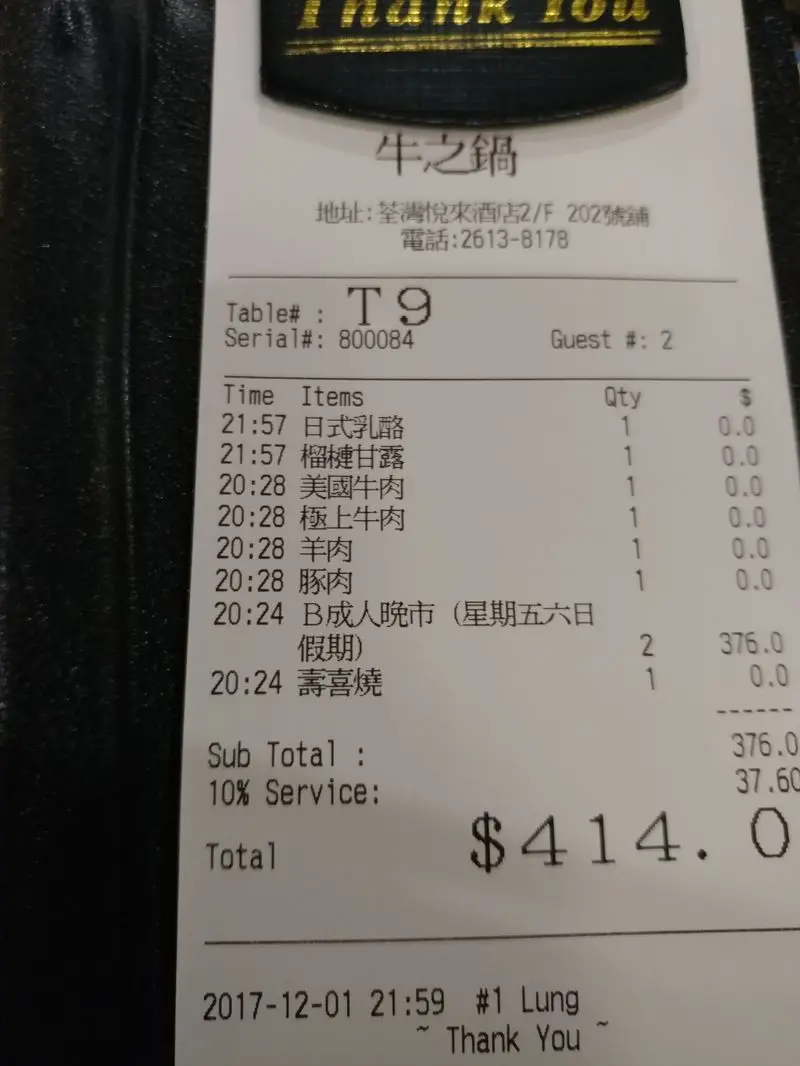 Thank You
牛之鍋
地址:荃灣悅來酒店2/F 202號舖
電話:2613-8178
Table# : T9
Serial#: 800084 Guest #: 2
Time Items Qty $
21:57 日式乳酪 1 0.0
21:57 榴槤甘露 1 0.0
20:28 美國牛肉 1 0.0
20:28 極上牛肉 1 0.0
20:28 羊肉 1 0.0
20:28 豚肉 1 0.0
20:24 B成人晚市 (星期五六日
假期) 2 376.0
20:24 壽喜燒 1 0.0
------
Sub Total : 376.0
10% Service: 37.60
Total $414.0
2017-12-01 21:59 #1 Lung
~ Thank You ~